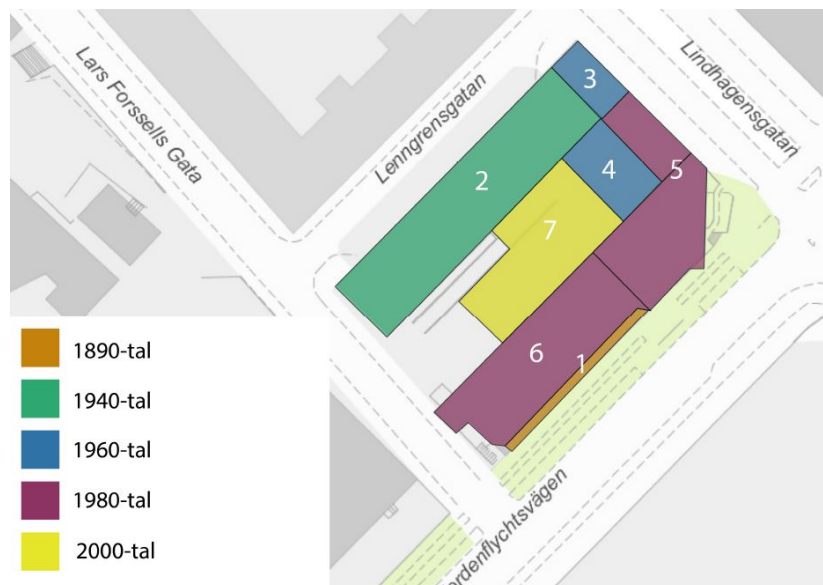 Lars Forssells Gata
Lenngrensgatan
Lindhagensgatan
3
2
4
5
7
6
1
1890-tal
1940-tal
1960-tal
1980-tal
2000-tal
ordenflychtsvägen